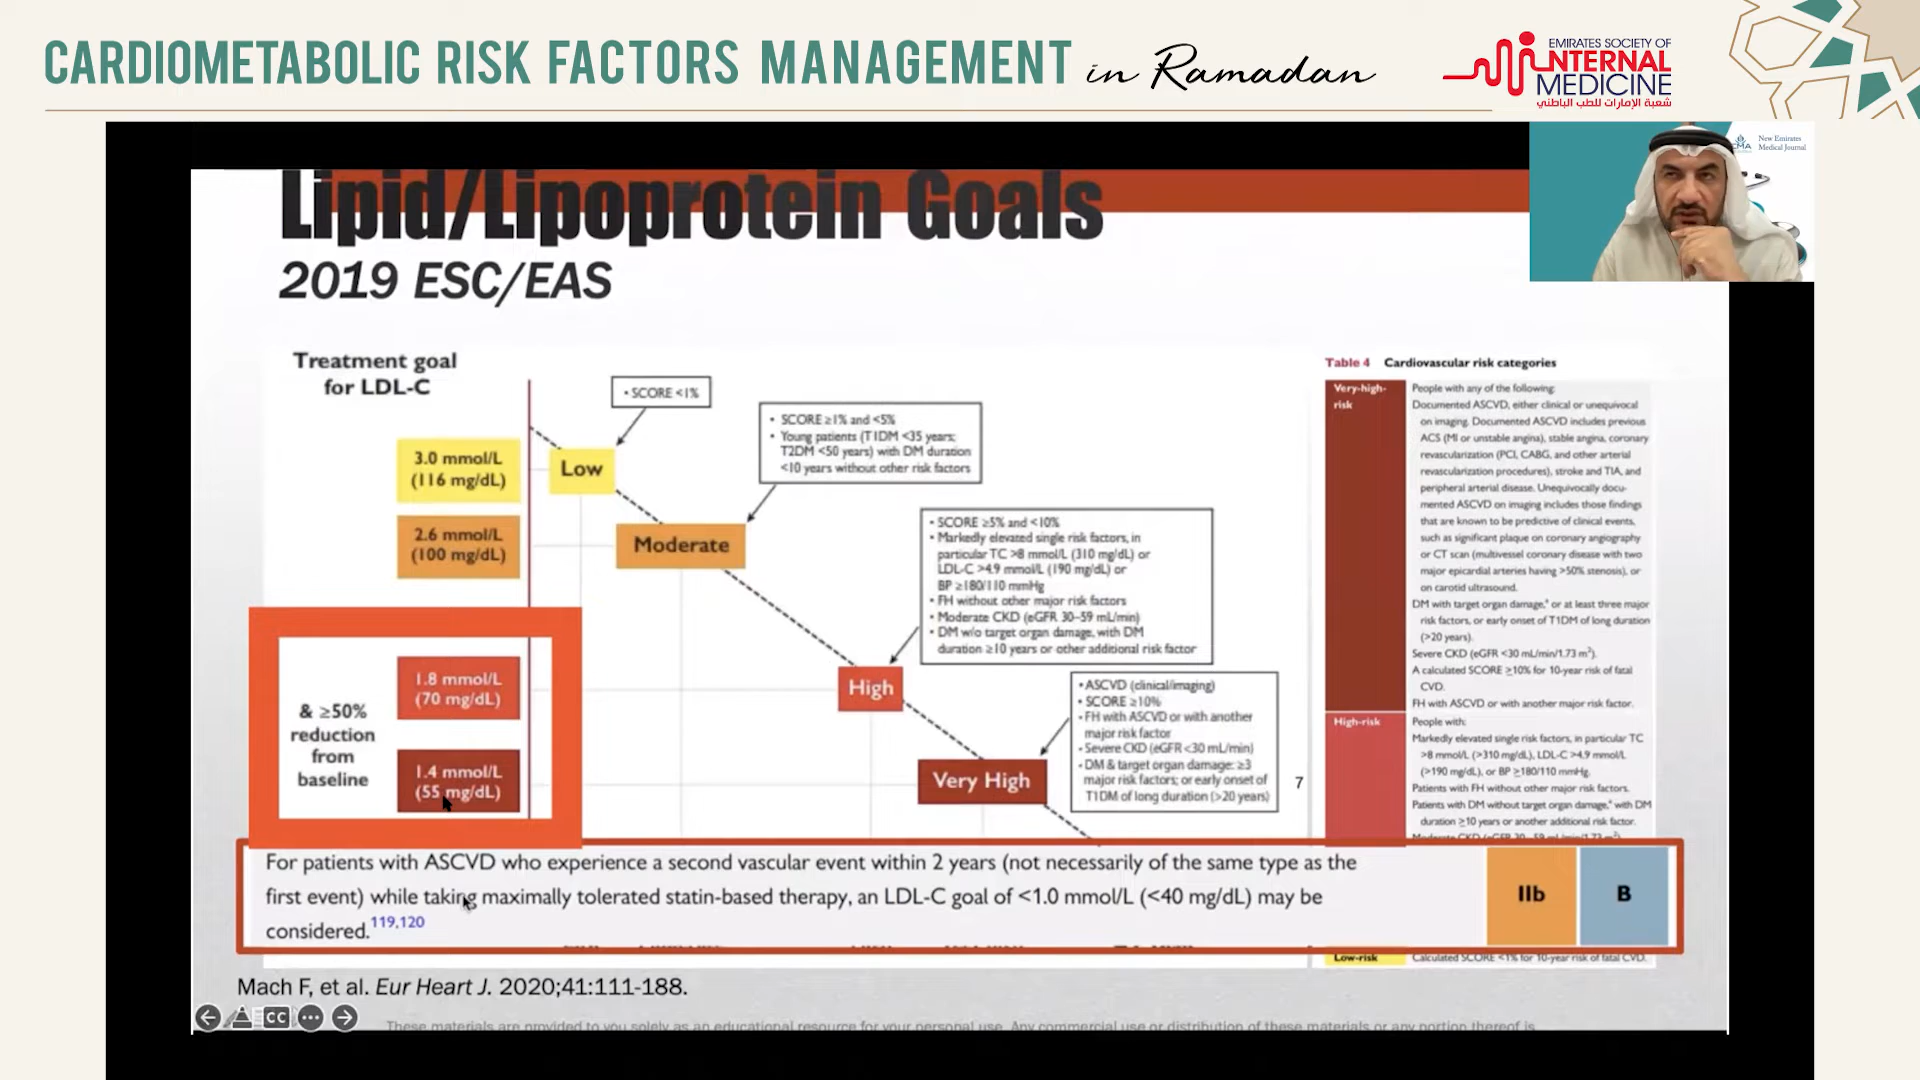 CARDIOMETABOLIC RISK FACTORS MANAGEMENT in Ramadan
EMIRATES SOCIETY OF
INTERNAL
MEDICINE
شعبة الإمارات للطب الباطني
New Emirates
Medical Journal
Lipid/Lipoprotein Goals
2019 ESC/EAS
Treatment goal
for LDL-C
3.0 mmol/L
(116 mg/dL)
2.6 mmol/L
(100 mg/dL)
& ≥50%
reduction
from
baseline
1.8 mmol/L
(70 mg/dL)
1.4 mmol/L
(55 mg/dL)
• SCORE <1%
Low
• SCORE ≥1% and <5%
• Young patients (T1DM <35 years;
T2DM <50 years) with DM duration
<10 years without other risk factors
Moderate
• SCORE ≥5% and <10%
• Markedly elevated single risk factors, in
particular TC >8 mmol/L (310 mg/dL) or
LDL-C >4.9 mmol/L (190 mg/dL) or
BP ≥180/110 mmHg
• FH without other major risk factors
• Moderate CKD (eGFR 30–59 mL/min)
• DM w/o target organ damage, with DM
duration ≥10 years or other additional risk factor
High
• ASCVD (clinical/imaging)
• SCORE ≥10%
• FH with ASCVD or with another
major risk factor
• Severe CKD (eGFR <30 mL/min)
• DM & target organ damage: ≥3
major risk factors; or early onset of
T1DM of long duration (>20 years)
Very High
7
Table 4 Cardiovascular risk categories
Very-high-
risk
People with any of the following:
Documented ASCVD, either clinical or unequivocal
on imaging. Documented ASCVD includes previous
ACS (MI or unstable angina), stable angina, coronary
revascularization (PCI, CABG, and other arterial
revascularization procedures), stroke and TIA, and
peripheral arterial disease. Unequivocally docu-
mented ASCVD on imaging includes those findings
that are known to be predictive of clinical events,
such as significant plaque on coronary angiography
or CT scan (multivessel coronary disease with two
major epicardial arteries having >50% stenosis), or
on carotid ultrasound.
DM with target organ damage,ᵃ or at least three major
risk factors, or early onset of T1DM of long duration
(>20 years).
Severe CKD (eGFR <30 mL/min/1.73 m²).
A calculated SCORE ≥10% for 10-year risk of fatal
CVD.
FH with ASCVD or with another major risk factor.
High-risk
People with:
Markedly elevated single risk factors, in particular TC
>8 mmol/L (>310 mg/dL), LDL-C >4.9 mmol/L
(>190 mg/dL), or BP ≥180/110 mmHg.
Patients with FH without other major risk factors.
Patients with DM without target organ damage,ᵃ with DM
duration ≥10 years or another additional risk factor.
Moderate CKD (eGFR 30–59 mL/min/1.73 m²).
For patients with ASCVD who experience a second vascular event within 2 years (not necessarily of the same type as the
first event) while taking maximally tolerated statin-based therapy, an LDL-C goal of <1.0 mmol/L (<40 mg/dL) may be
considered.119,120
IIb
B
Low-risk
Calculated SCORE <1% for 10-year risk of fatal CVD.
Mach F, et al. Eur Heart J. 2020;41:111-188.
CC
These materials are provided to you solely as an educational resource for your personal use. Any commercial use or distribution of these materials or any portion thereof is